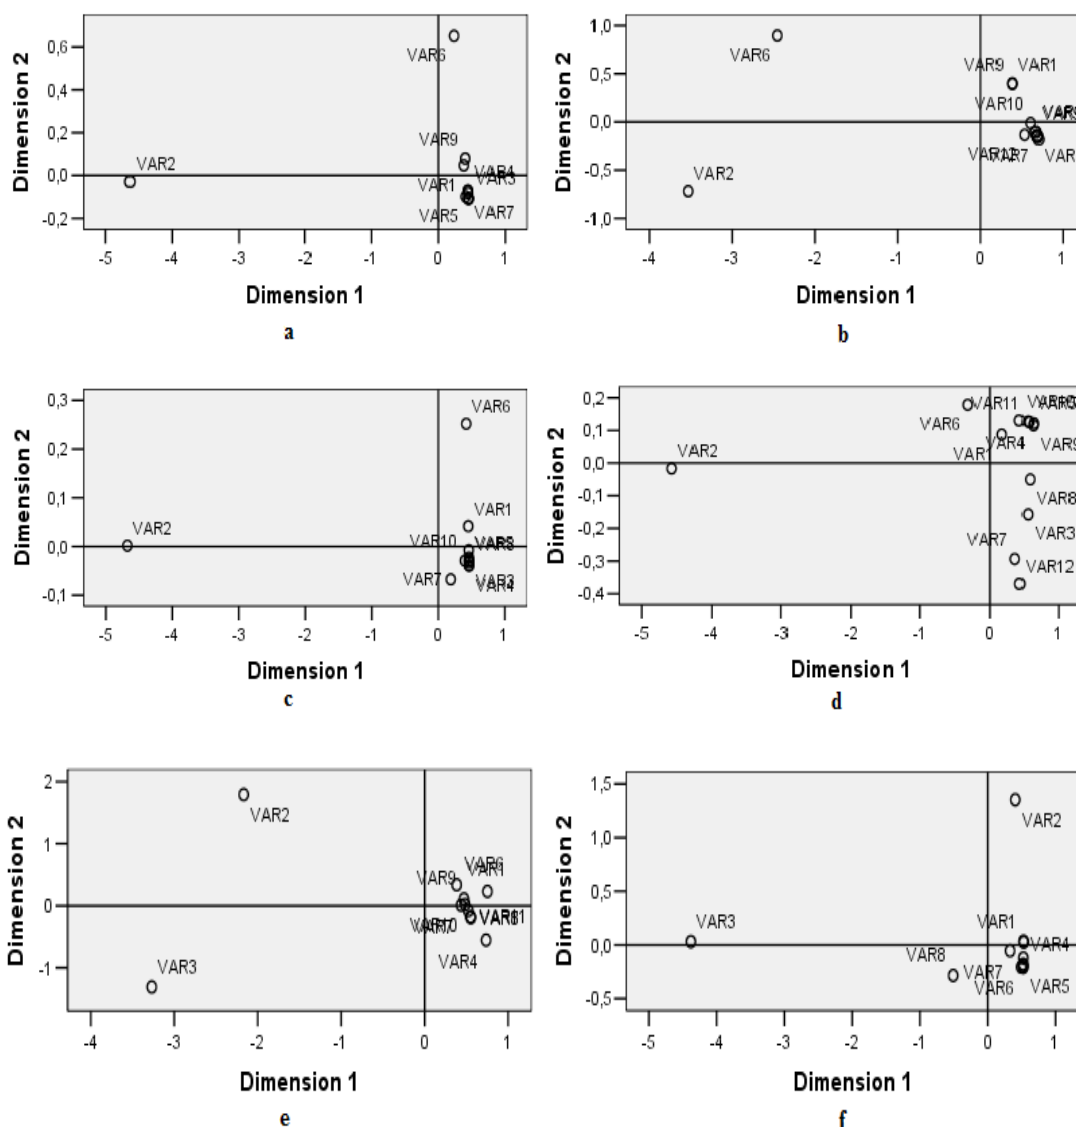 Dimension 2
0,6
0,4
0,2
0,0
-0,2
VAR6
VAR9
VAR2
VAR4
VAR1
VAR3
VAR5
VAR7
-5 -4 -3 -2 -1 0 1
Dimension 1
a
Dimension 2
1,0
0,5
0,0
-0,5
-1,0
VAR6
VAR9
VAR1
VAR10
VAR2
VAR7
-5 -4 -3 -2 -1 0 1
Dimension 1
b
Dimension 2
0,3
0,2
0,1
0,0
-0,1
VAR6
VAR1
VAR2
VAR10
VAR7
VAR3
VAR4
-5 -4 -3 -2 -1 0 1
Dimension 1
c
Dimension 2
0,2
0,1
0,0
-0,1
-0,2
-0,3
-0,4
VAR11
VAR6
VAR4
VAR1
VAR9
VAR2
VAR8
VAR7
VAR3
VAR12
-5 -4 -3 -2 -1 0 1
Dimension 1
d
Dimension 2
2
1
0
-1
VAR2
VAR6
VAR9
VAR1
VAR4
VAR3
-4 -3 -2 -1 0 1
Dimension 1
e
Dimension 2
1,5
1,0
0,5
0,0
-0,5
VAR2
VAR3
VAR1
VAR4
VAR8
VAR7
VAR6
VAR5
-5 -4 -3 -2 -1 0 1
Dimension 1
f